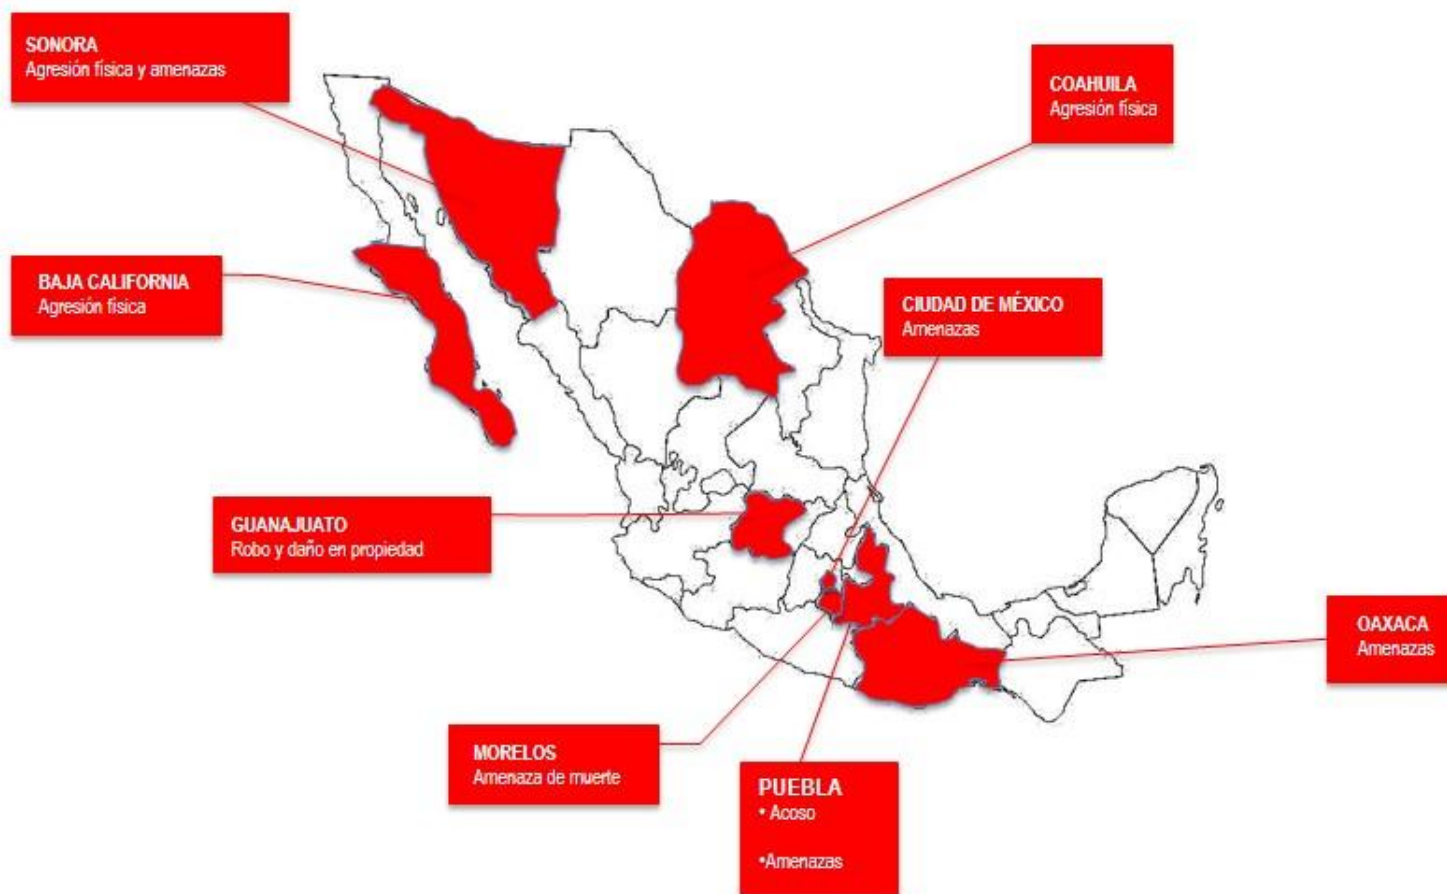 SONORA
Agresión física y amenazas
COAHUILA
Agresión física
BAJA CALIFORNIA
Agresión física
CIUDAD DE MÉXICO
Amenazas
GUANAJUATO
Robo y daño en propiedad
OAXACA
Amenazas
MORELOS
Amenaza de muerte
PUEBLA
• Acoso
•Amenazas